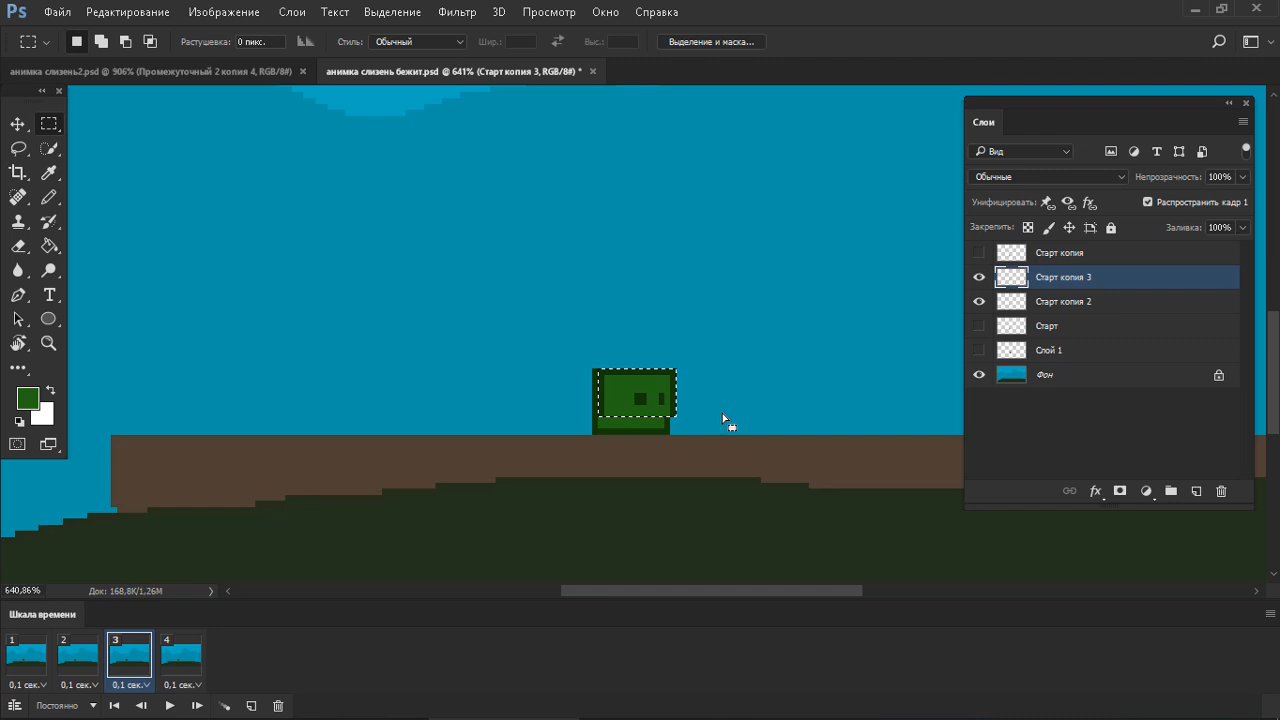 Ps Файл Редактирование Изображение Слои Текст Выделение Фильтр 3D Просмотр Окно Справка
Растушевка: 0 пикс. Стиль: Обычный Шир.: Выс.: Выделение и маска...
анимка слизень2.psd @ 906% (Промежуточный 2 копия 4, RGB/8#) × анимка слизень бежит.psd @ 641% (Старт копия 3, RGB/8#) * ×
Слои
Вид
Обычные Непрозрачность: 100%
Унифицировать: Распространить кадр 1
Закрепить: Заливка: 100%
Старт копия
Старт копия 3
Старт копия 2
Старт
Слой 1
Фон
fx
640,86% Док: 168,8K/1,26M
Шкала времени
1 2 3 4
0,1 сек. 0,1 сек. 0,1 сек. 0,1 сек.
Постоянно